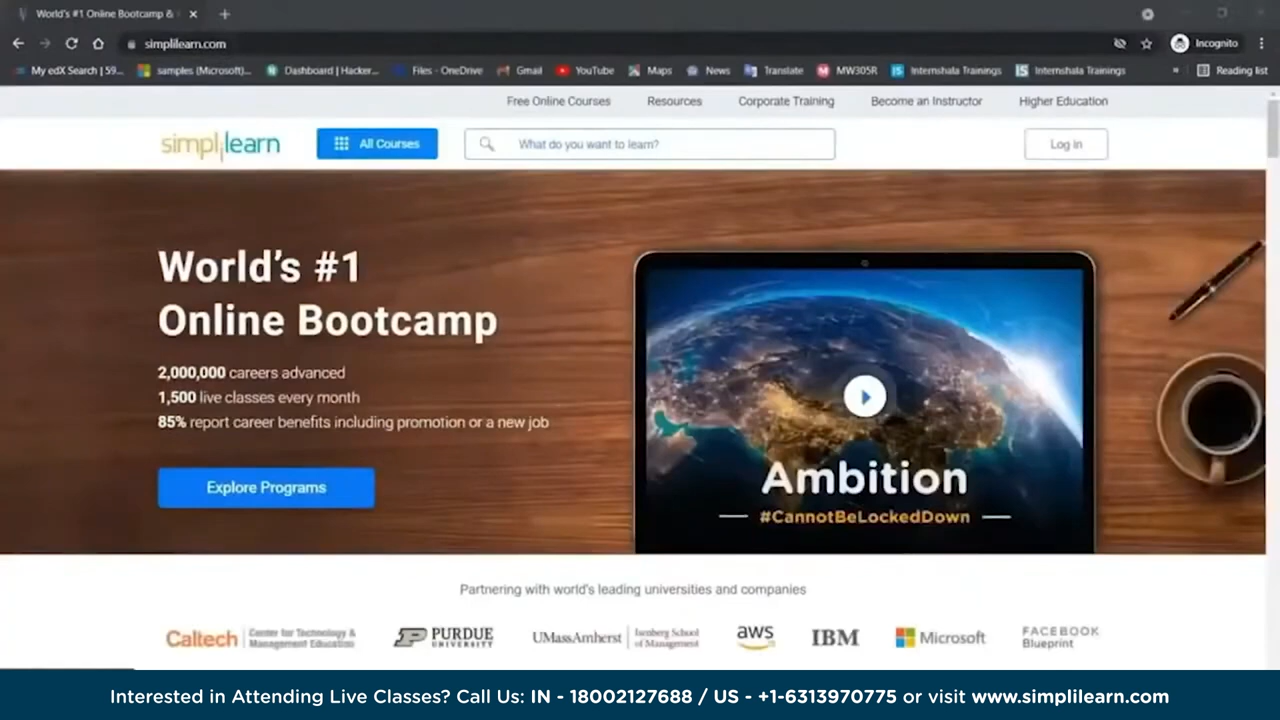 World's #1 Online Bootcamp &
simplilearn.com
Incognito
My edX Search | 59...
samples (Microsoft)...
Dashboard | Hacker...
Files - OneDrive
Gmail
YouTube
Maps
News
Translate
MW305R
Internshala Trainings
Internshala Trainings
»
Reading list
Free Online Courses
Resources
Corporate Training
Become an Instructor
Higher Education
simplilearn
All Courses
What do you want to learn?
Log in
World's #1
Online Bootcamp
2,000,000 careers advanced
1,500 live classes every month
85% report career benefits including promotion or a new job
Explore Programs
Ambition
#CannotBeLockedDown
Partnering with world's leading universities and companies
Caltech
Center for Technology &
Management Education
PURDUE
UNIVERSITY
UMassAmherst
Isenberg School
of Management
aws
IBM
Microsoft
FACEBOOK
Blueprint
Interested in Attending Live Classes? Call Us: IN - 18002127688 / US - +1-6313970775 or visit www.simplilearn.com